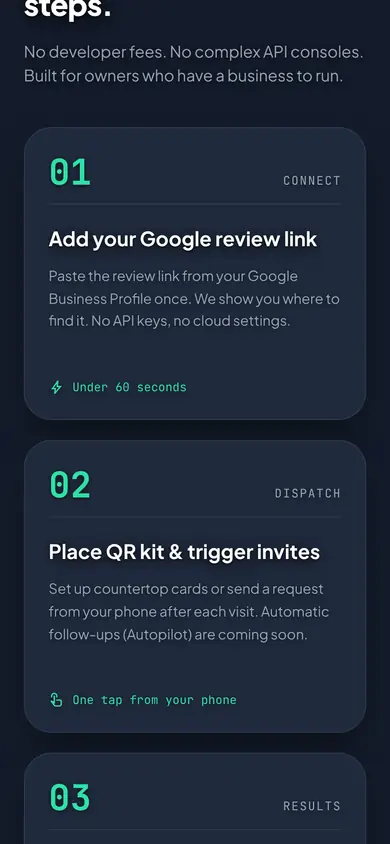 steps.
No developer fees. No complex API consoles.
Built for owners who have a business to run.
01
CONNECT
Add your Google review link
Paste the review link from your Google
Business Profile once. We show you where to
find it. No API keys, no cloud settings.
Under 60 seconds
02
DISPATCH
Place QR kit & trigger invites
Set up countertop cards or send a request
from your phone after each visit. Automatic
follow-ups (Autopilot) are coming soon.
One tap from your phone
03
RESULTS